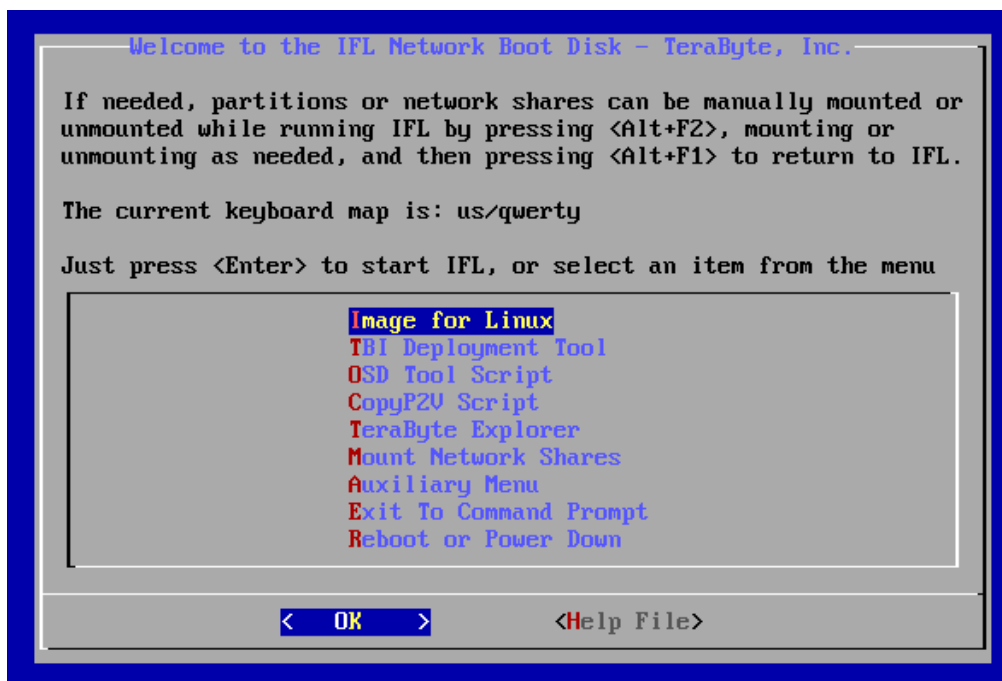 Welcome to the IFL Network Boot Disk - TeraByte, Inc.
If needed, partitions or network shares can be manually mounted or
unmounted while running IFL by pressing <Alt+F2>, mounting or
unmounting as needed, and then pressing <Alt+F1> to return to IFL.
The current keyboard map is: us/qwerty
Just press <Enter> to start IFL, or select an item from the menu
Image for Linux
TBI Deployment Tool
OSD Tool Script
CopyP2V Script
TeraByte Explorer
Mount Network Shares
Auxiliary Menu
Exit To Command Prompt
Reboot or Power Down
< OK > <Help File>